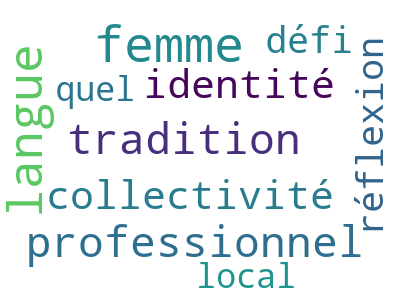 femme
défi
langue
quel
identité
réflexion
tradition
collectivité
professionnel
local